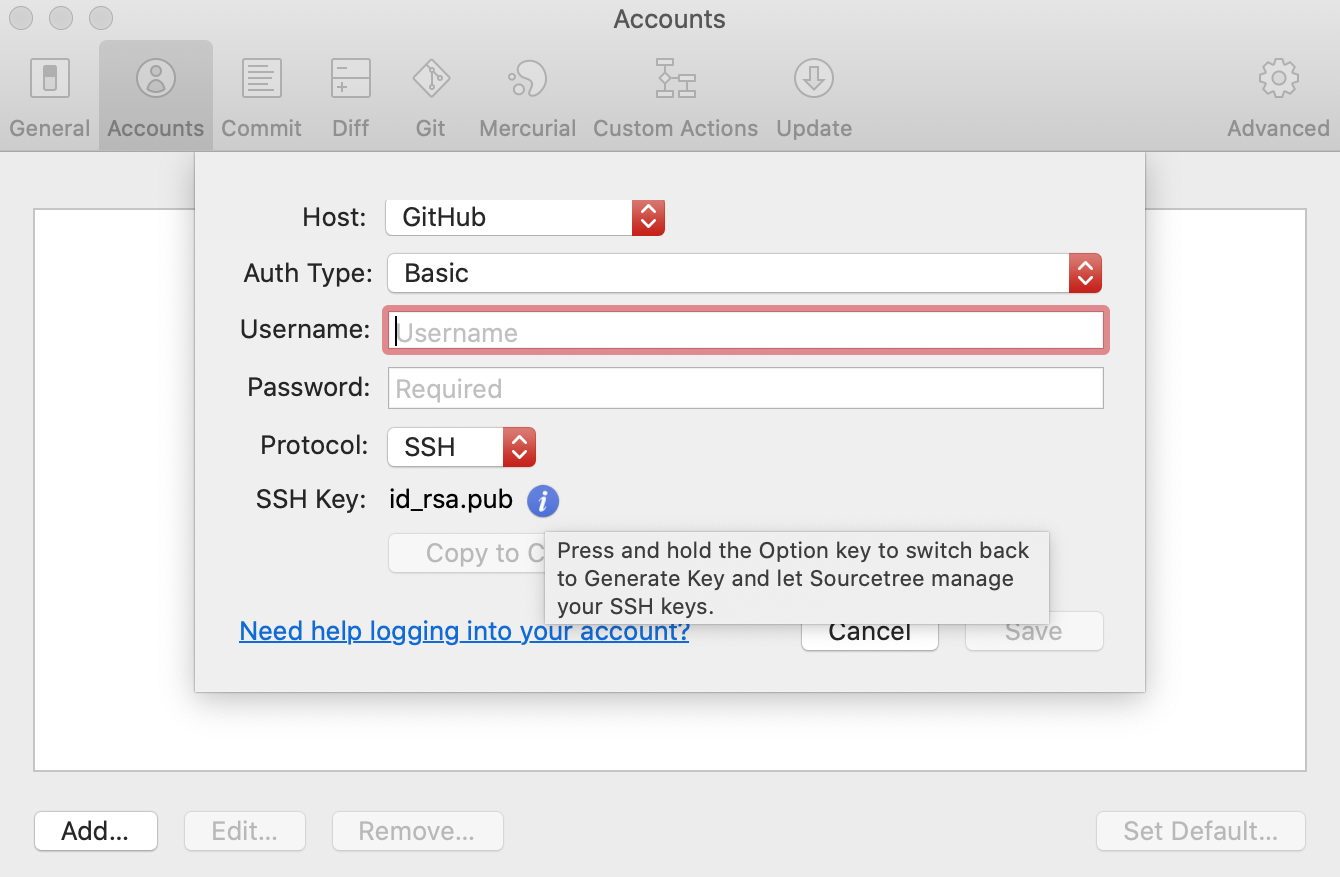 Accounts
General Accounts Commit Diff Git Mercurial Custom Actions Update Advanced
Host: GitHub
Auth Type: Basic
Username: Username
Password: Required
Protocol: SSH
SSH Key: id_rsa.pub i
Copy to C
Press and hold the Option key to switch back
to Generate Key and let Sourcetree manage
your SSH keys.
Need help logging into your account? Cancel Save
Add... Edit... Remove... Set Default...